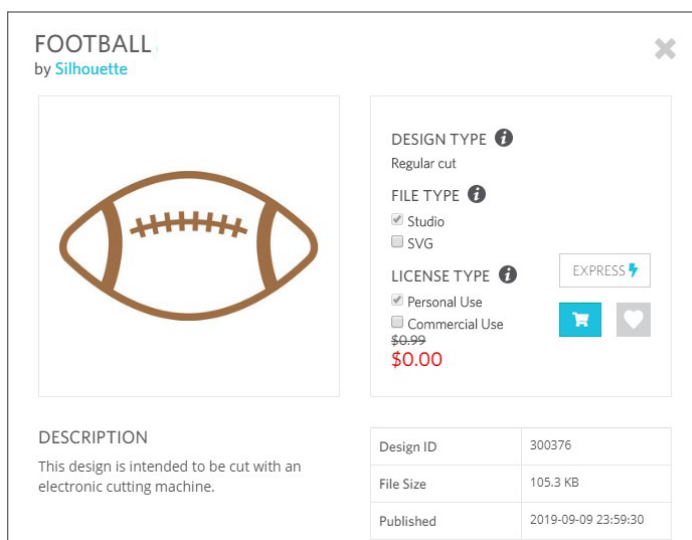 FOOTBALL
by Silhouette
DESIGN TYPE
Regular cut
FILE TYPE
Studio
SVG
LICENSE TYPE
Personal Use
Commercial Use
$0.99
$0.00
EXPRESS
DESCRIPTION
This design is intended to be cut with an
electronic cutting machine.
Design ID 300376
File Size 105.3 KB
Published 2019-09-09 23:59:30